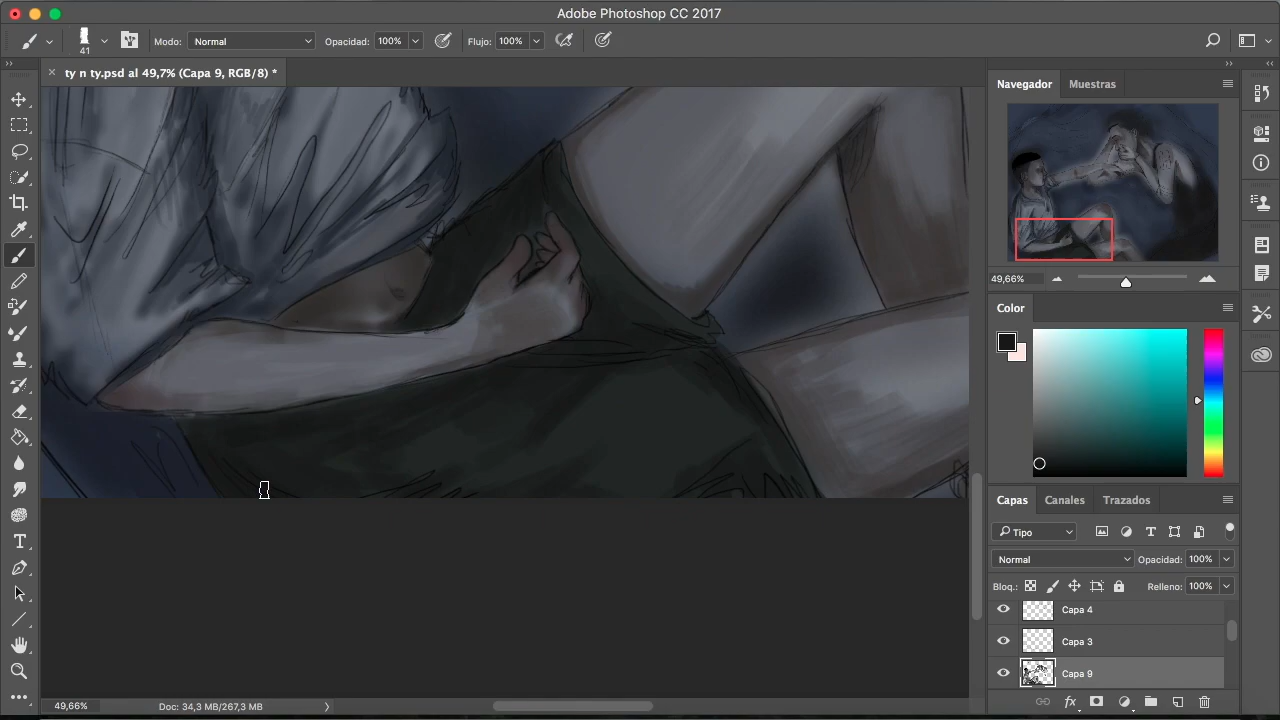 Adobe Photoshop CC 2017
41
Modo: Normal Opacidad: 100% Flujo: 100%
ty n ty.psd al 49,7% (Capa 9, RGB/8) *
Navegador Muestras
49,66%
Color
Capas Canales Trazados
Tipo
Normal Opacidad: 100%
Bloq.: Relleno: 100%
Capa 4
Capa 3
Capa 9
fx
49,66% Doc: 34,3 MB/267,3 MB